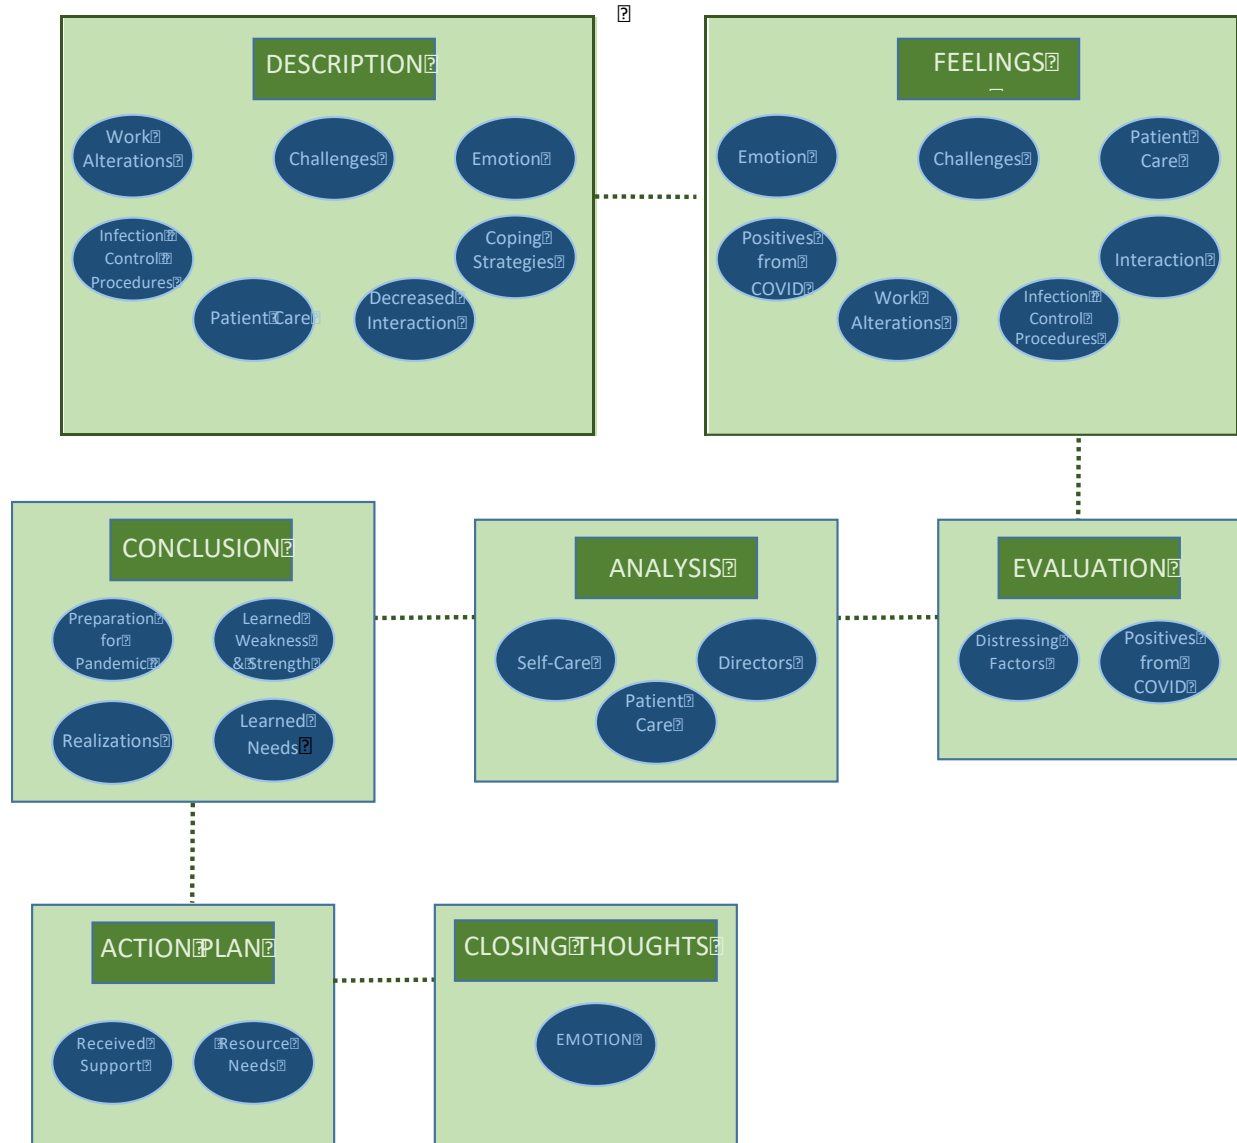 DESCRIPTION
Work
Alterations
Challenges
Emotion
Infection
Control
Procedures
Coping
Strategies
Patient Care
Decreased
Interaction
FEELINGS
Emotion
Challenges
Patient
Care
Positives
from
COVID
Interaction
Work
Alterations
Infection
Control
Procedures
CONCLUSION
Preparation
for
Pandemic
Learned
Weakness
& Strength
Realizations
Learned
Needs
ANALYSIS
Self-Care
Directors
Patient
Care
EVALUATION
Distressing
Factors
Positives
from
COVID
ACTION PLAN
Received
Support
Resource
Needs
CLOSING THOUGHTS
EMOTION